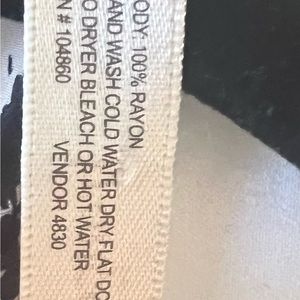 ODY: 100% RAYON
AND WASH COLD WATER DRY FLAT DO
O DRYER BLEACH OR HOT WATER
N # 104860
VENDOR 4830